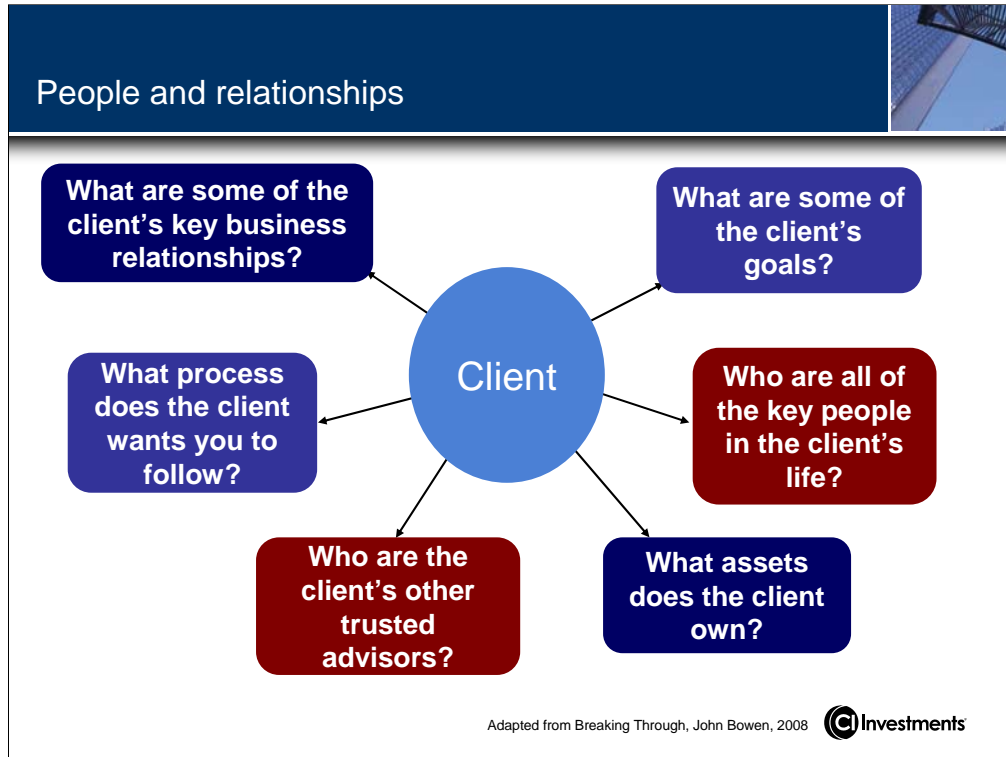 People and relationships
What are some of the
client's key business
relationships?
What are some of
the client's
goals?
Client
What process
does the client
wants you to
follow?
Who are all of
the key people
in the client's
life?
Who are the
client's other
trusted
advisors?
What assets
does the client
own?
Adapted from Breaking Through, John Bowen, 2008
CI Investments